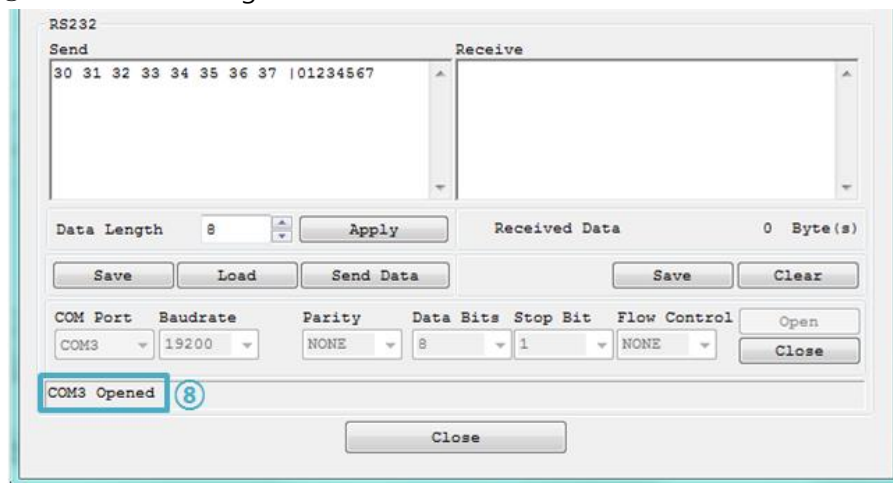 RS232
Send Receive
30 31 32 33 34 35 36 37 |01234567
Data Length 8 Apply Received Data 0 Byte(s)
Save Load Send Data Save Clear
COM Port Baudrate Parity Data Bits Stop Bit Flow Control Open
COM3 19200 NONE 8 1 NONE Close
COM3 Opened ⑧
Close